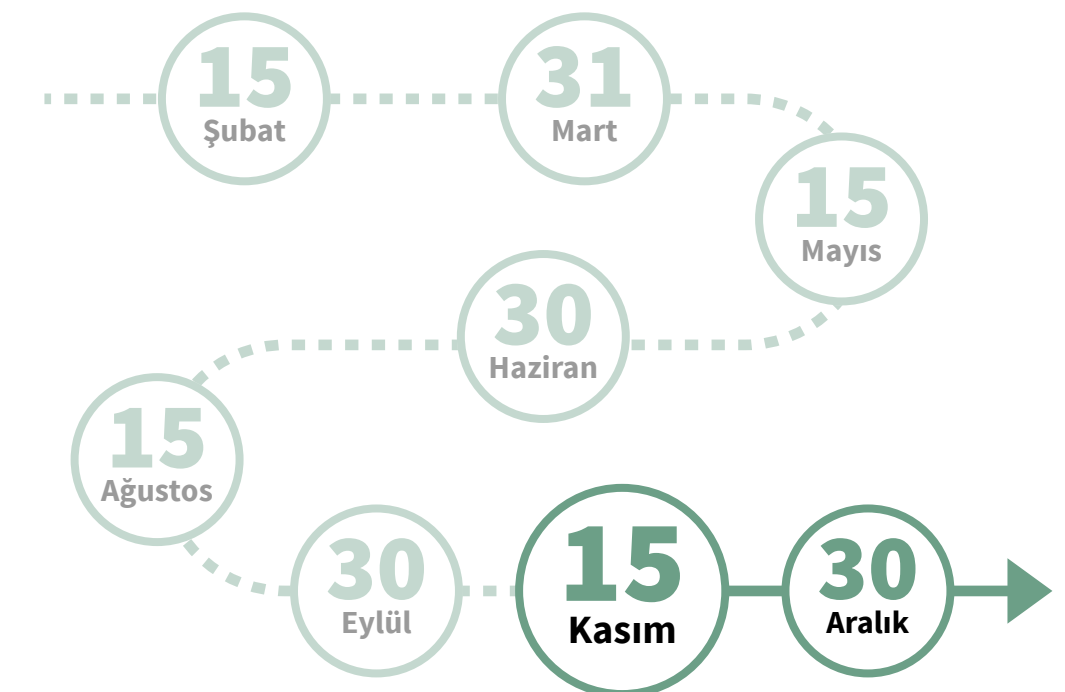 15
Şubat
31
Mart
15
Mayıs
30
Haziran
15
Ağustos
30
Eylül
15
Kasım
30
Aralık